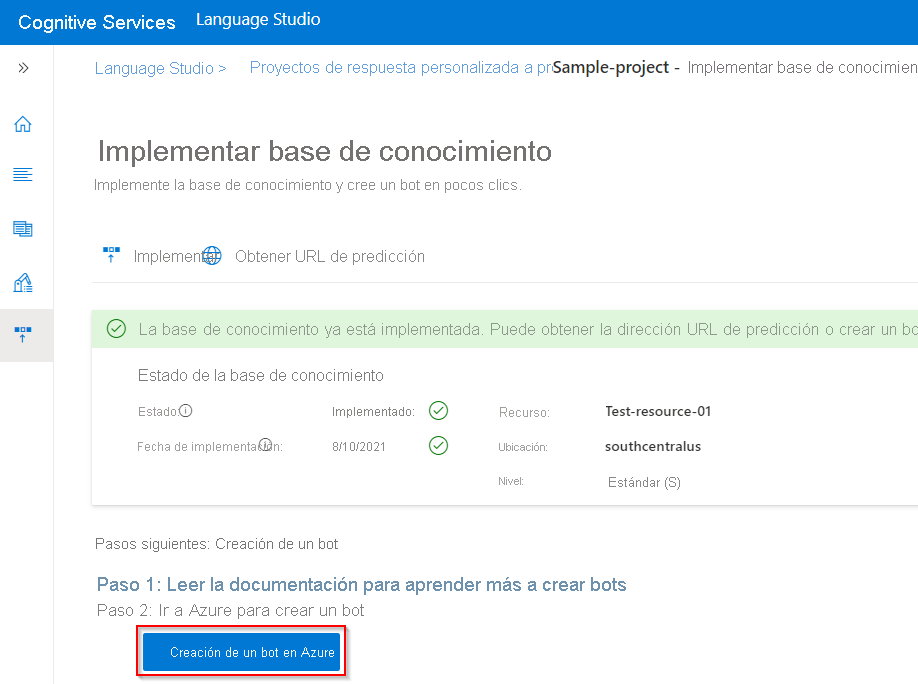 Cognitive Services Language Studio
Language Studio > Proyectos de respuesta personalizada a pr Sample-project - Implementar base de conocimien
Implementar base de conocimiento
Implemente la base de conocimiento y cree un bot en pocos clics.
Implementar Obtener URL de predicción
La base de conocimiento ya está implementada. Puede obtener la dirección URL de predicción o crear un bo
Estado de la base de conocimiento
Estado: Implementado: Recurso: Test-resource-01
Fecha de implementación: 8/10/2021 Ubicación: southcentralus
Nivel: Estándar (S)
Pasos siguientes: Creación de un bot
Paso 1: Leer la documentación para aprender más a crear bots
Paso 2: Ir a Azure para crear un bot
Creación de un bot en Azure